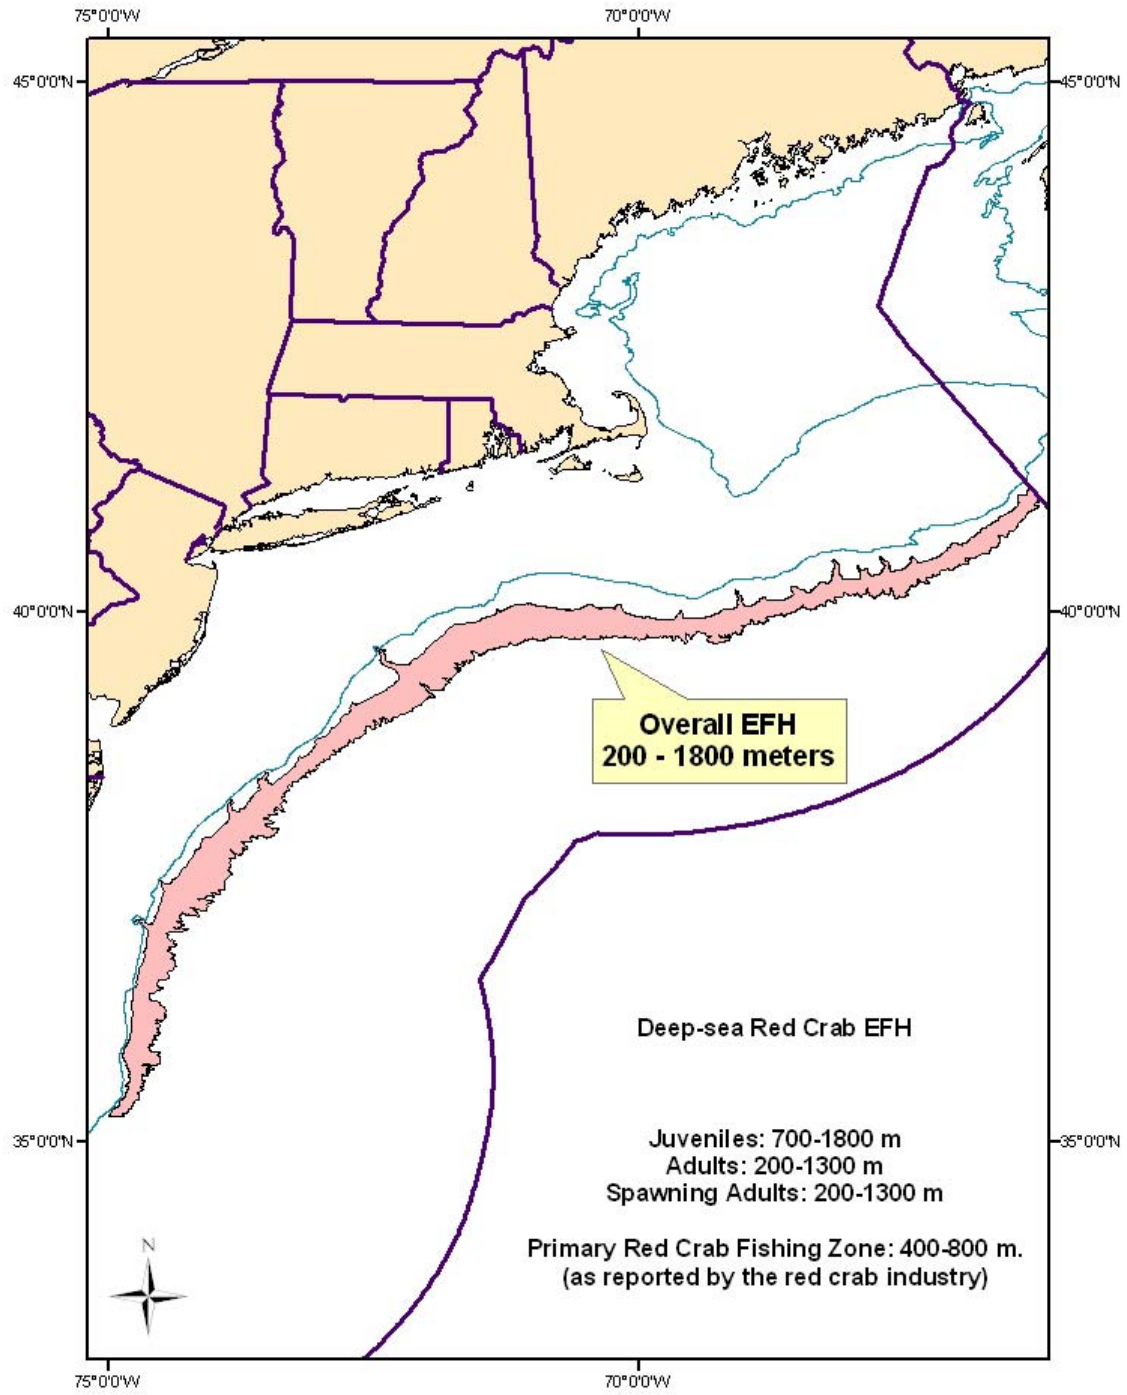 75°0'0"W
70°0'0"W
45°0'0"N
45°0'0"N
40°0'0"N
40°0'0"N
Overall EFH
200 - 1800 meters
Deep-sea Red Crab EFH
35°0'0"N
35°0'0"N
Juveniles: 700-1800 m
Adults: 200-1300 m
Spawning Adults: 200-1300 m
N
Primary Red Crab Fishing Zone: 400-800 m.
(as reported by the red crab industry)
75°0'0"W
70°0'0"W